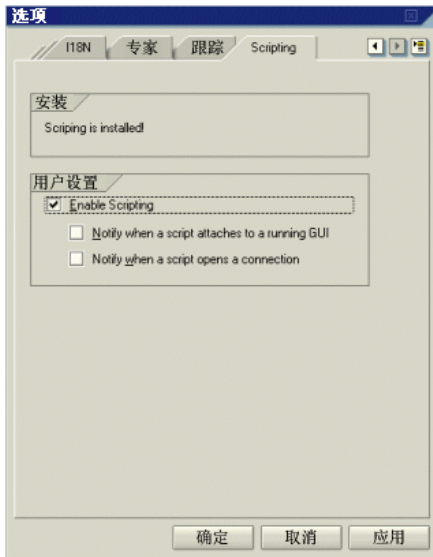 选项
I18N 专家 跟踪 Scripting
安装
Scriping is installed!
用户设置
Enable Scripting
Notify when a script attaches to a running GUI
Notify when a script opens a connection
确定 取消 应用